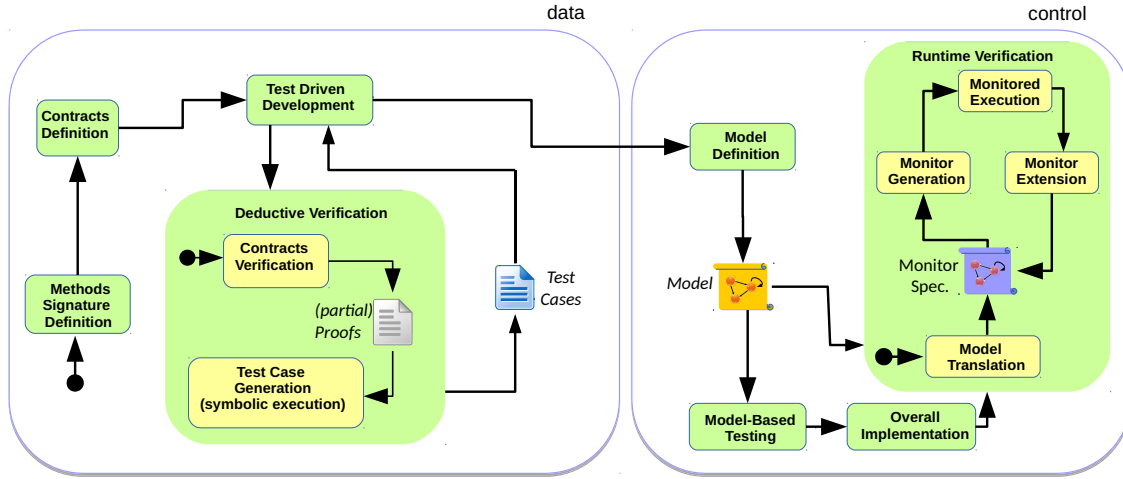 data
Contracts
Definition
Test Driven
Development
Deductive Verification
Contracts
Verification
Methods
Signature
Definition
(partial)
Proofs
Test
Cases
Test Case
Generation
(symbolic execution)
control
Runtime Verification
Monitored
Execution
Model
Definition
Monitor
Generation
Monitor
Extension
Model
Monitor
Spec.
Model
Translation
Model-Based
Testing
Overall
Implementation